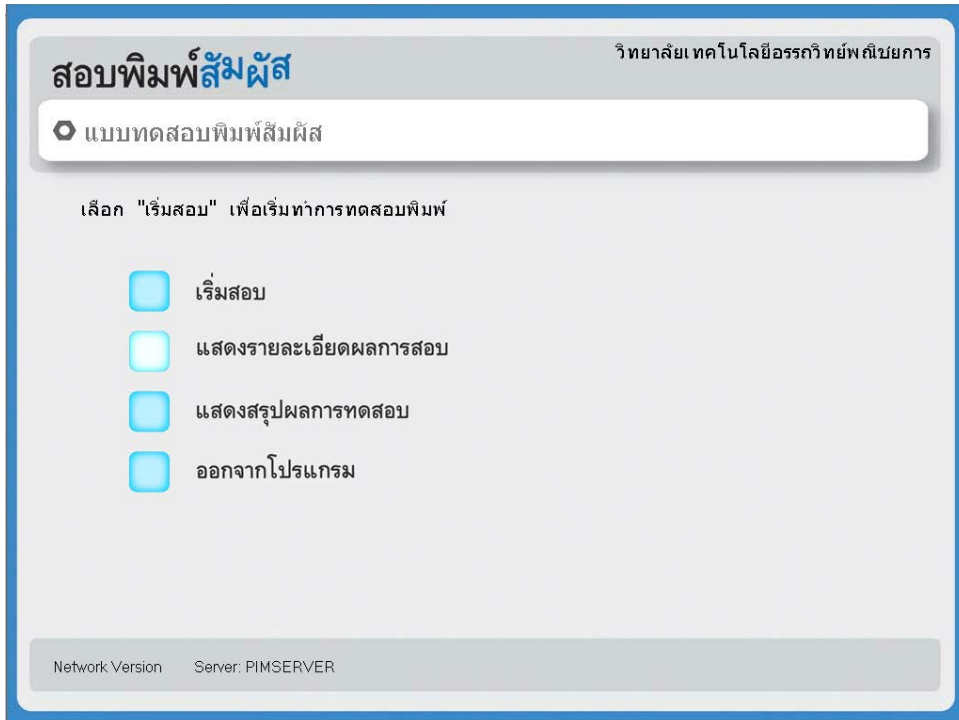 สอบพิมพ์สัมผัส
วิทยาลัยเทคโนโลยีอรรถวิทย์พณิชยการ
แบบทดสอบพิมพ์สัมผัส
เลือก "เริ่มสอบ" เพื่อเริ่มทำการทดสอบพิมพ์
เริ่มสอบ
แสดงรายละเอียดผลการสอบ
แสดงสรุปผลการทดสอบ
ออกจากโปรแกรม
Network Version Server: PIMSERVER